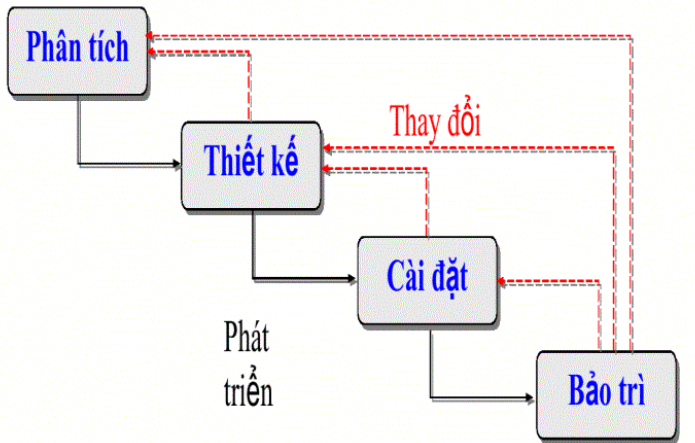 Phân tích
Thay đổi
Thiết kế
Cài đặt
Phát
triển
Bảo trì